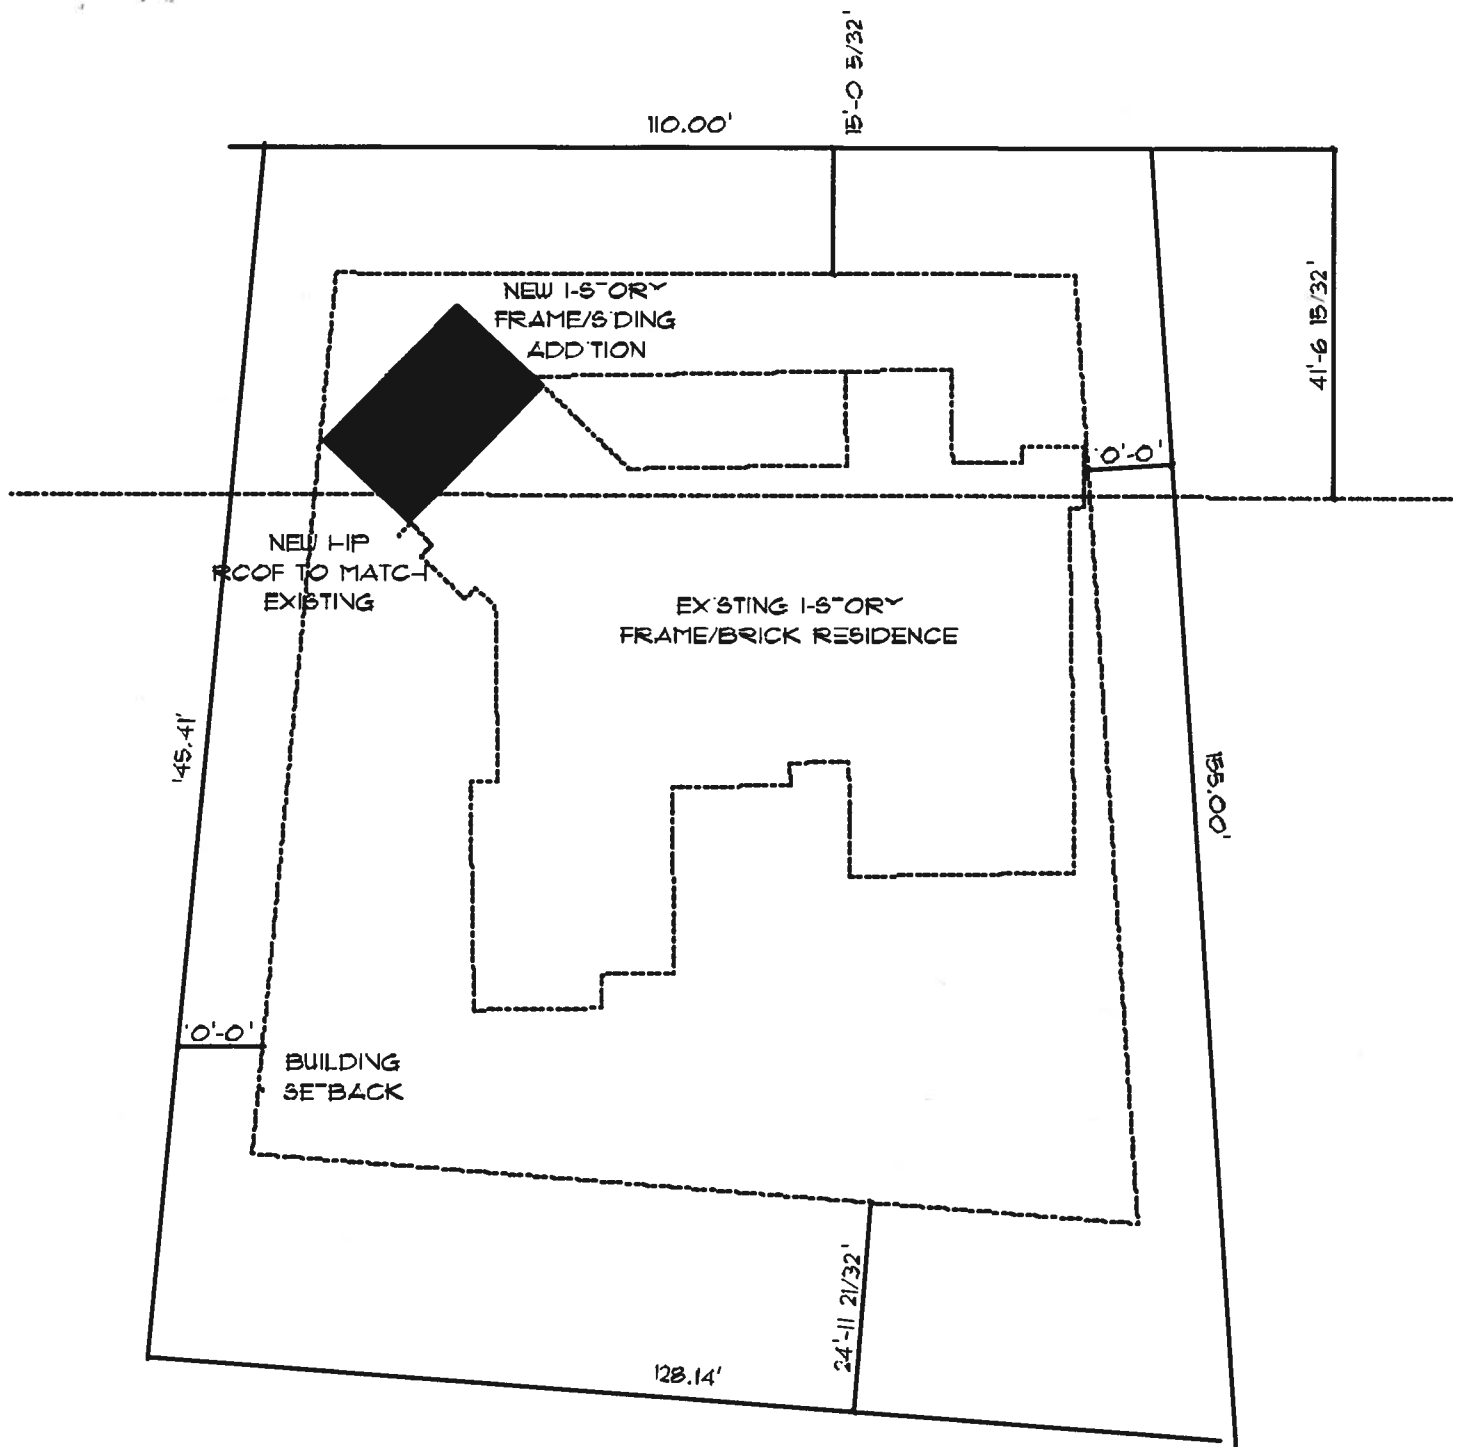 15'-0 5/32'
110.00'
NEW 1-STORY
FRAME/SIDING
ADDITION
41'-6 15/32'
10'-0'
NEW HIP
ROOF TO MATCH
EXISTING
EXISTING 1-STORY
FRAME/BRICK RESIDENCE
145.41'
155.00'
10'-0'
BUILDING
SETBACK
24'-11 21/32'
128.14'